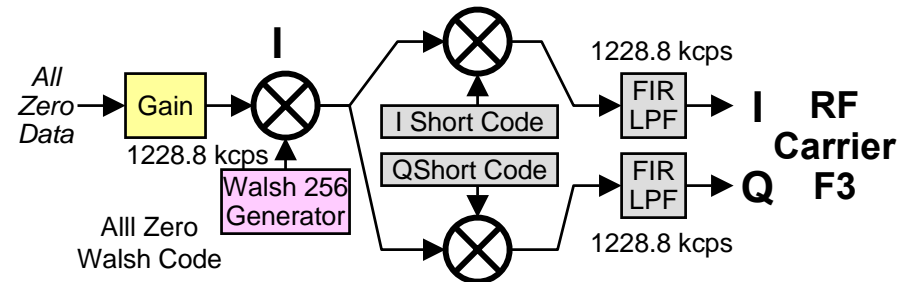 I
All
Zero
Data
Gain
1228.8 kcps
Walsh 256
Generator
Alll Zero
Walsh Code
I Short Code
QShort Code
1228.8 kcps
FIR
LPF
FIR
LPF
1228.8 kcps
I
Q
RF
Carrier
F3